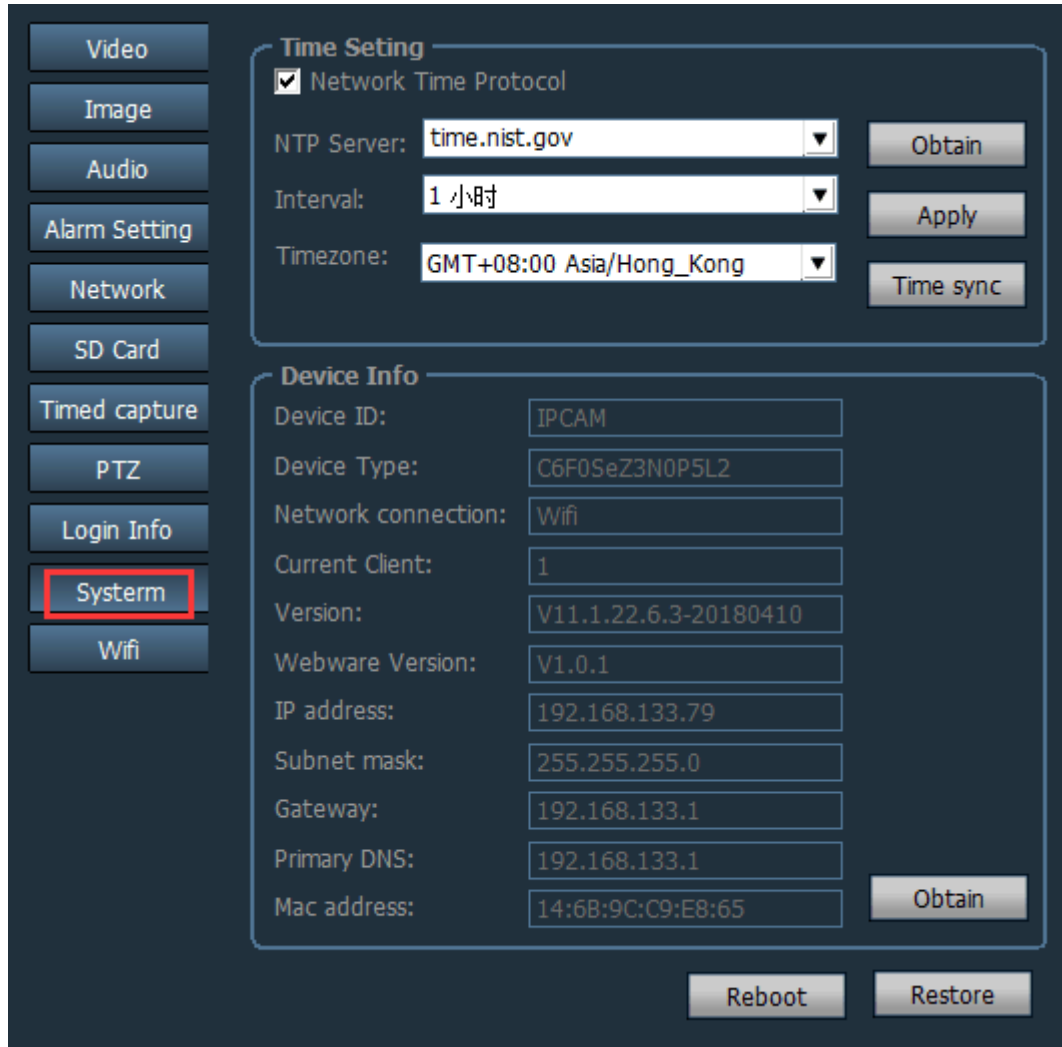 Video
Image
Audio
Alarm Setting
Network
SD Card
Timed capture
PTZ
Login Info
Systerm
Wifi
Time Seting
Network Time Protocol
NTP Server: time.nist.gov
Obtain
Interval: 1 小时
Apply
Timezone: GMT+08:00 Asia/Hong_Kong
Time sync
Device Info
Device ID: IPCAM
Device Type: C6F0SeZ3N0P5L2
Network connection: Wifi
Current Client: 1
Version: V11.1.22.6.3-20180410
Webware Version: V1.0.1
IP address: 192.168.133.79
Subnet mask: 255.255.255.0
Gateway: 192.168.133.1
Primary DNS: 192.168.133.1
Mac address: 14:6B:9C:C9:E8:65
Obtain
Reboot
Restore